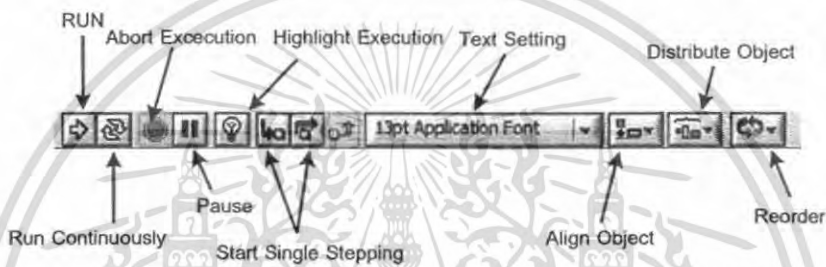 RUN
Abort Excecution
Highlight Execution
Text Setting
Distribute Object
13pt Application Font
Pause
Run Continuously
Start Single Stepping
Align Object
Reorder